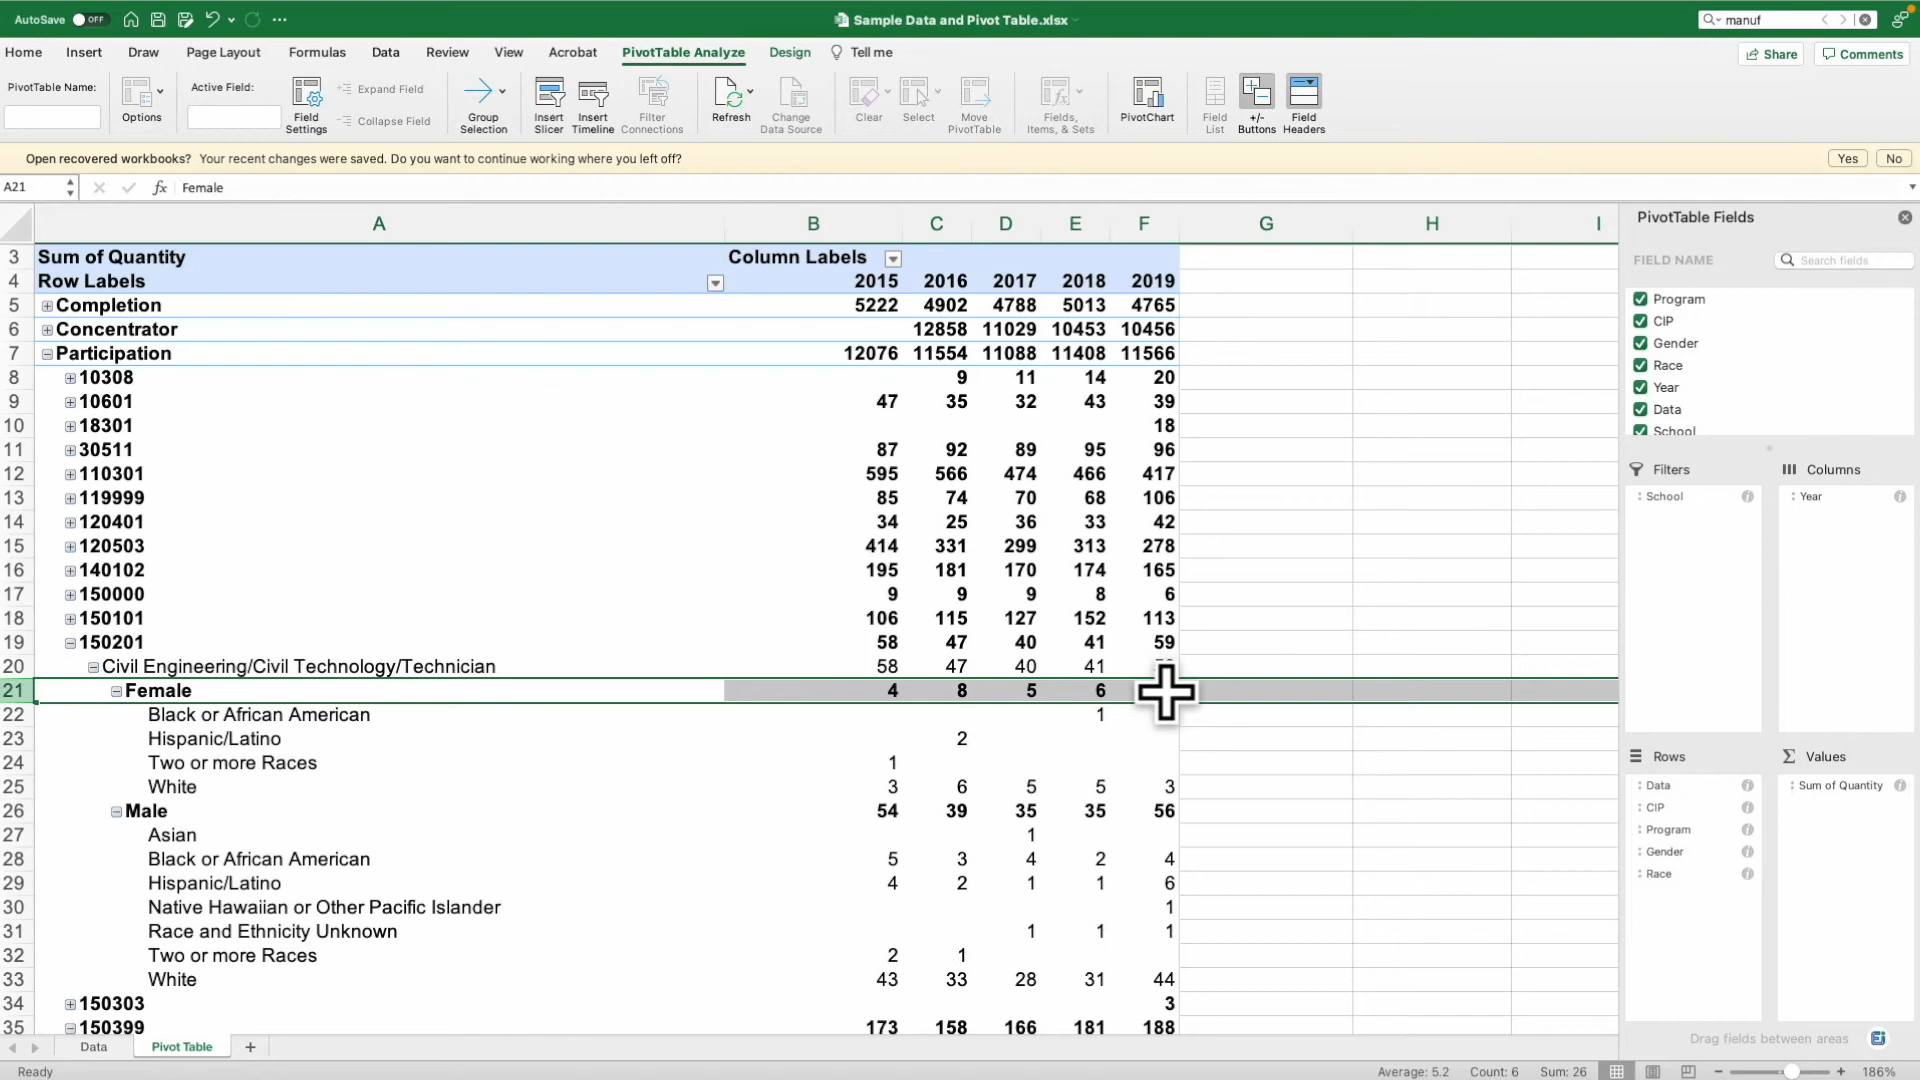 AutoSave OFF
Sample Data and Pivot Table.xlsx
manuf
Home Insert Draw Page Layout Formulas Data Review View Acrobat PivotTable Analyze Design Tell me
Share Comments
PivotTable Name:
Options
Active Field:
Field Settings
Expand Field
Collapse Field
Group Selection
Insert Slicer
Insert Timeline
Filter Connections
Refresh
Change Data Source
Clear
Select
Move PivotTable
Fields, Items, & Sets
PivotChart
Field List
+/- Buttons
Field Headers
Open recovered workbooks? Your recent changes were saved. Do you want to continue working where you left off? Yes No
A21 fx Female
A B C D E F G H I
3 Sum of Quantity Column Labels
4 Row Labels 2015 2016 2017 2018 2019
5 Completion 5222 4902 4788 5013 4765
6 Concentrator 12858 11029 10453 10456
7 Participation 12076 11554 11088 11408 11566
8 10308 9 11 14 20
9 10601 47 35 32 43 39
10 18301 18
11 30511 87 92 89 95 96
12 110301 595 566 474 466 417
13 119999 85 74 70 68 106
14 120401 34 25 36 33 42
15 120503 414 331 299 313 278
16 140102 195 181 170 174 165
17 150000 9 9 9 8 6
18 150101 106 115 127 152 113
19 150201 58 47 40 41 59
20 Civil Engineering/Civil Technology/Technician 58 47 40 41
21 Female 4 8 5 6
22 Black or African American 1
23 Hispanic/Latino 2
24 Two or more Races 1
25 White 3 6 5 5 3
26 Male 54 39 35 35 56
27 Asian 1
28 Black or African American 5 3 4 2 4
29 Hispanic/Latino 4 2 1 1 6
30 Native Hawaiian or Other Pacific Islander 1
31 Race and Ethnicity Unknown 1 1 1
32 Two or more Races 2 1
33 White 43 33 28 31 44
34 150303 3
35 150399 173 158 166 181 188
PivotTable Fields
FIELD NAME Search fields
Program
CIP
Gender
Race
Year
Data
School
Filters
School
Columns
Year
Rows
Data
CIP
Program
Gender
Race
Values
Sum of Quantity
Drag fields between areas
Data Pivot Table +
Ready Average: 5.2 Count: 6 Sum: 26 186%